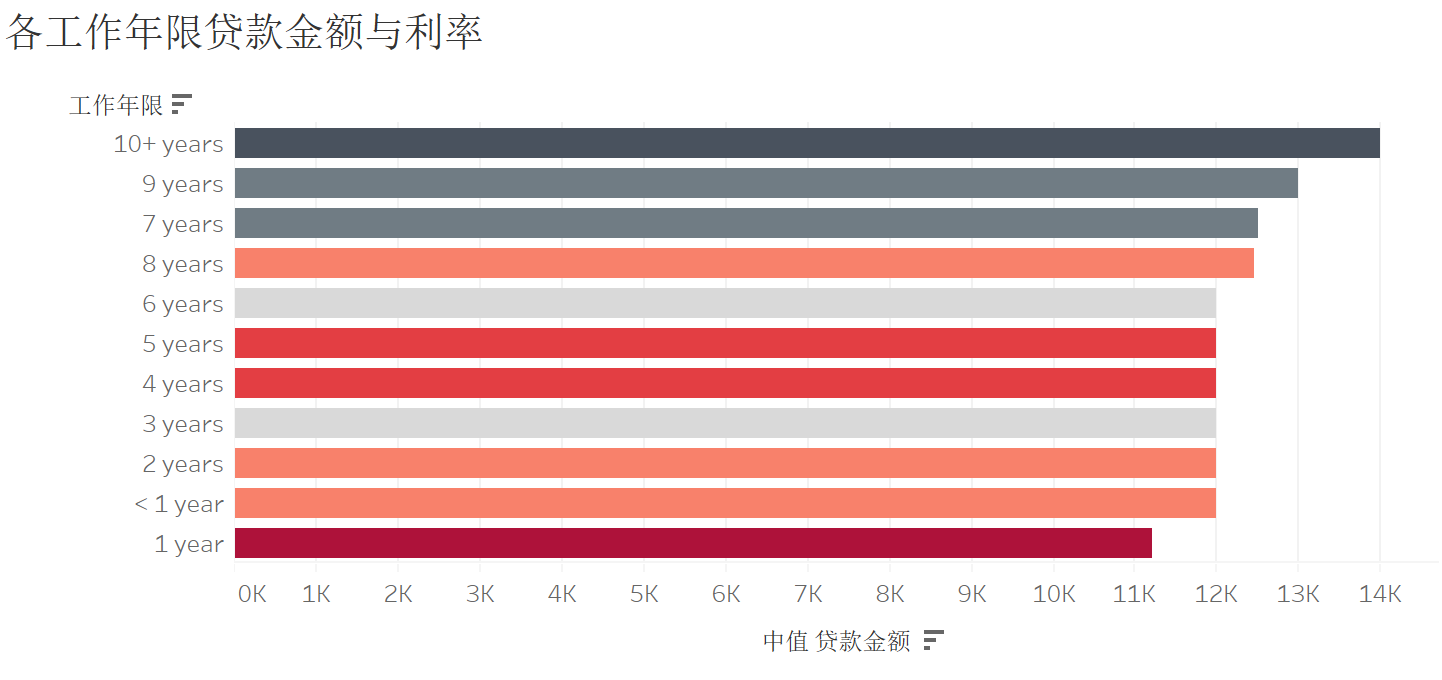 各工作年限贷款金额与利率
工作年限
10+ years
9 years
7 years
8 years
6 years
5 years
4 years
3 years
2 years
< 1 year
1 year
0K 1K 2K 3K 4K 5K 6K 7K 8K 9K 10K 11K 12K 13K 14K
中值 贷款金额